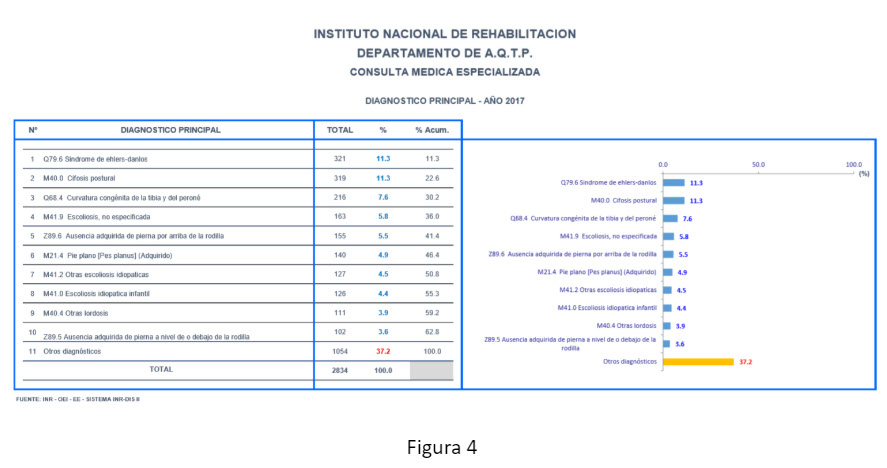 INSTITUTO NACIONAL DE REHABILITACION
DEPARTAMENTO DE A.Q.T.P.
CONSULTA MEDICA ESPECIALIZADA
DIAGNOSTICO PRINCIPAL - AÑO 2017
Nº DIAGNOSTICO PRINCIPAL TOTAL % % Acum.
1 Q79.6 Sindrome de ehlers-danlos 321 11.3 11.3
2 M40.0 Cifosis postural 319 11.3 22.6
3 Q68.4 Curvatura congénita de la tibia y del peroné 216 7.6 30.2
4 M41.9 Escoliosis, no especificada 163 5.8 36.0
5 Z89.6 Ausencia adquirida de pierna por arriba de la rodilla 155 5.5 41.4
6 M21.4 Pie plano [Pes planus] (Adquirido) 140 4.9 46.4
7 M41.2 Otras escoliosis idiopaticas 127 4.5 50.8
8 M41.0 Escoliosis idiopatica infantil 126 4.4 55.3
9 M40.4 Otras lordosis 111 3.9 59.2
10 Z89.5 Ausencia adquirida de pierna a nivel de o debajo de la rodilla 102 3.6 62.8
11 Otros diagnósticos 1054 37.2 100.0
TOTAL 2834 100.0
0.0 50.0 100.0
(%)
Q79.6 Sindrome de ehlers-danlos 11.3
M40.0 Cifosis postural 11.3
Q68.4 Curvatura congénita de la tibia y del peroné 7.6
M41.9 Escoliosis, no especificada 5.8
Z89.6 Ausencia adquirida de pierna por arriba de la rodilla 5.5
M21.4 Pie plano [Pes planus] (Adquirido) 4.9
M41.2 Otras escoliosis idiopaticas 4.5
M41.0 Escoliosis idiopatica infantil 4.4
M40.4 Otras lordosis 3.9
Z89.5 Ausencia adquirida de pierna a nivel de o debajo de la
rodilla 3.6
Otros diagnósticos 37.2
FUENTE: INR - OEI - EE - SISTEMA INR-DIS II
Figura 4